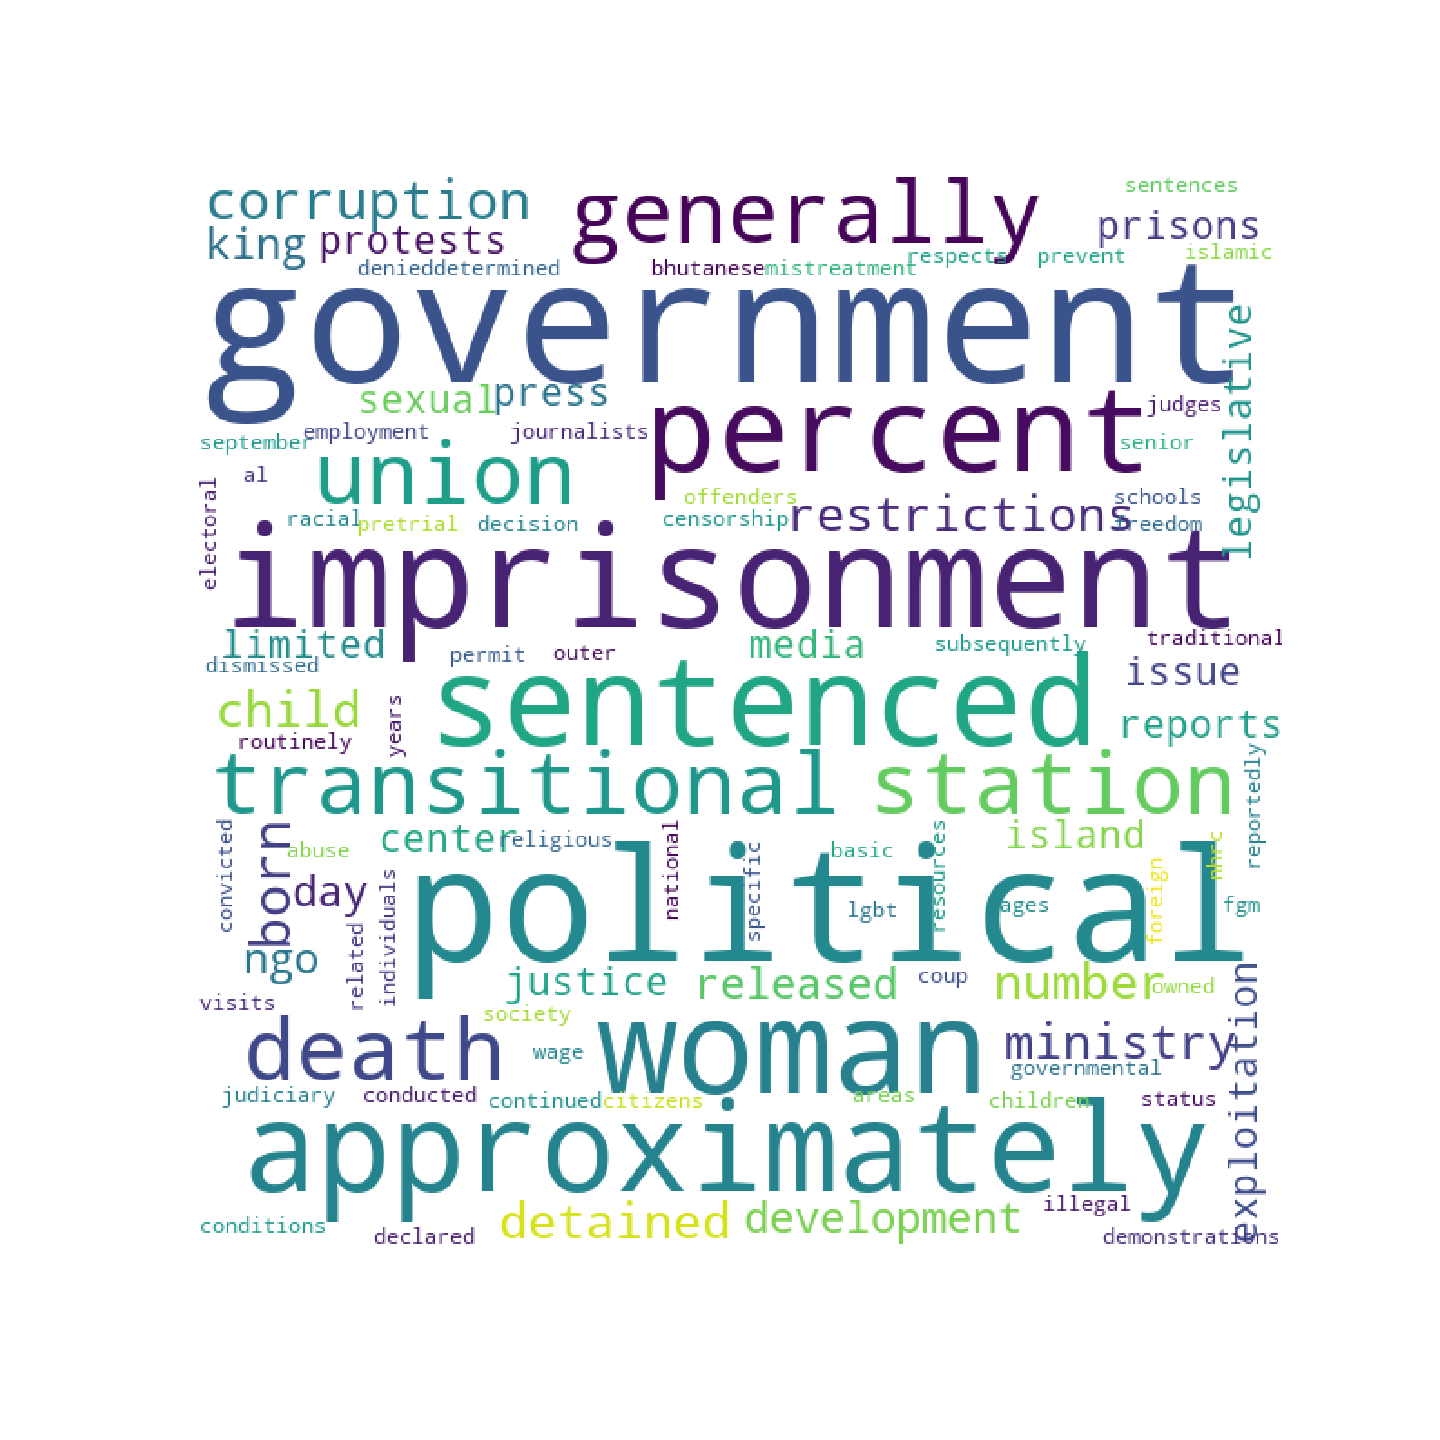 sentences
corruption generally prisons
king protests
respects prevent islamic
denied determined bhutanese mistreatment
government
legislative
sexual press
percent judges
september employment journalists senior
union
al
electoral
offenders schools
racial pretrial decision censorship restrictions freedom
imprisonment
limited media subsequently traditional
dismissed permit outer
issue
sentenced
child years reports
routinely
transitional station reportedly
convicted born abuse center religious national specific basic resources island nhrc
political
day individuals lgbt ages foreign fgm
related ngo
justice released coup number owned
visits society
death woman ministry exploitation
wage governmental
judiciary conducted continued citizens areas children status
approximately
conditions declared detained development illegal demonstrations